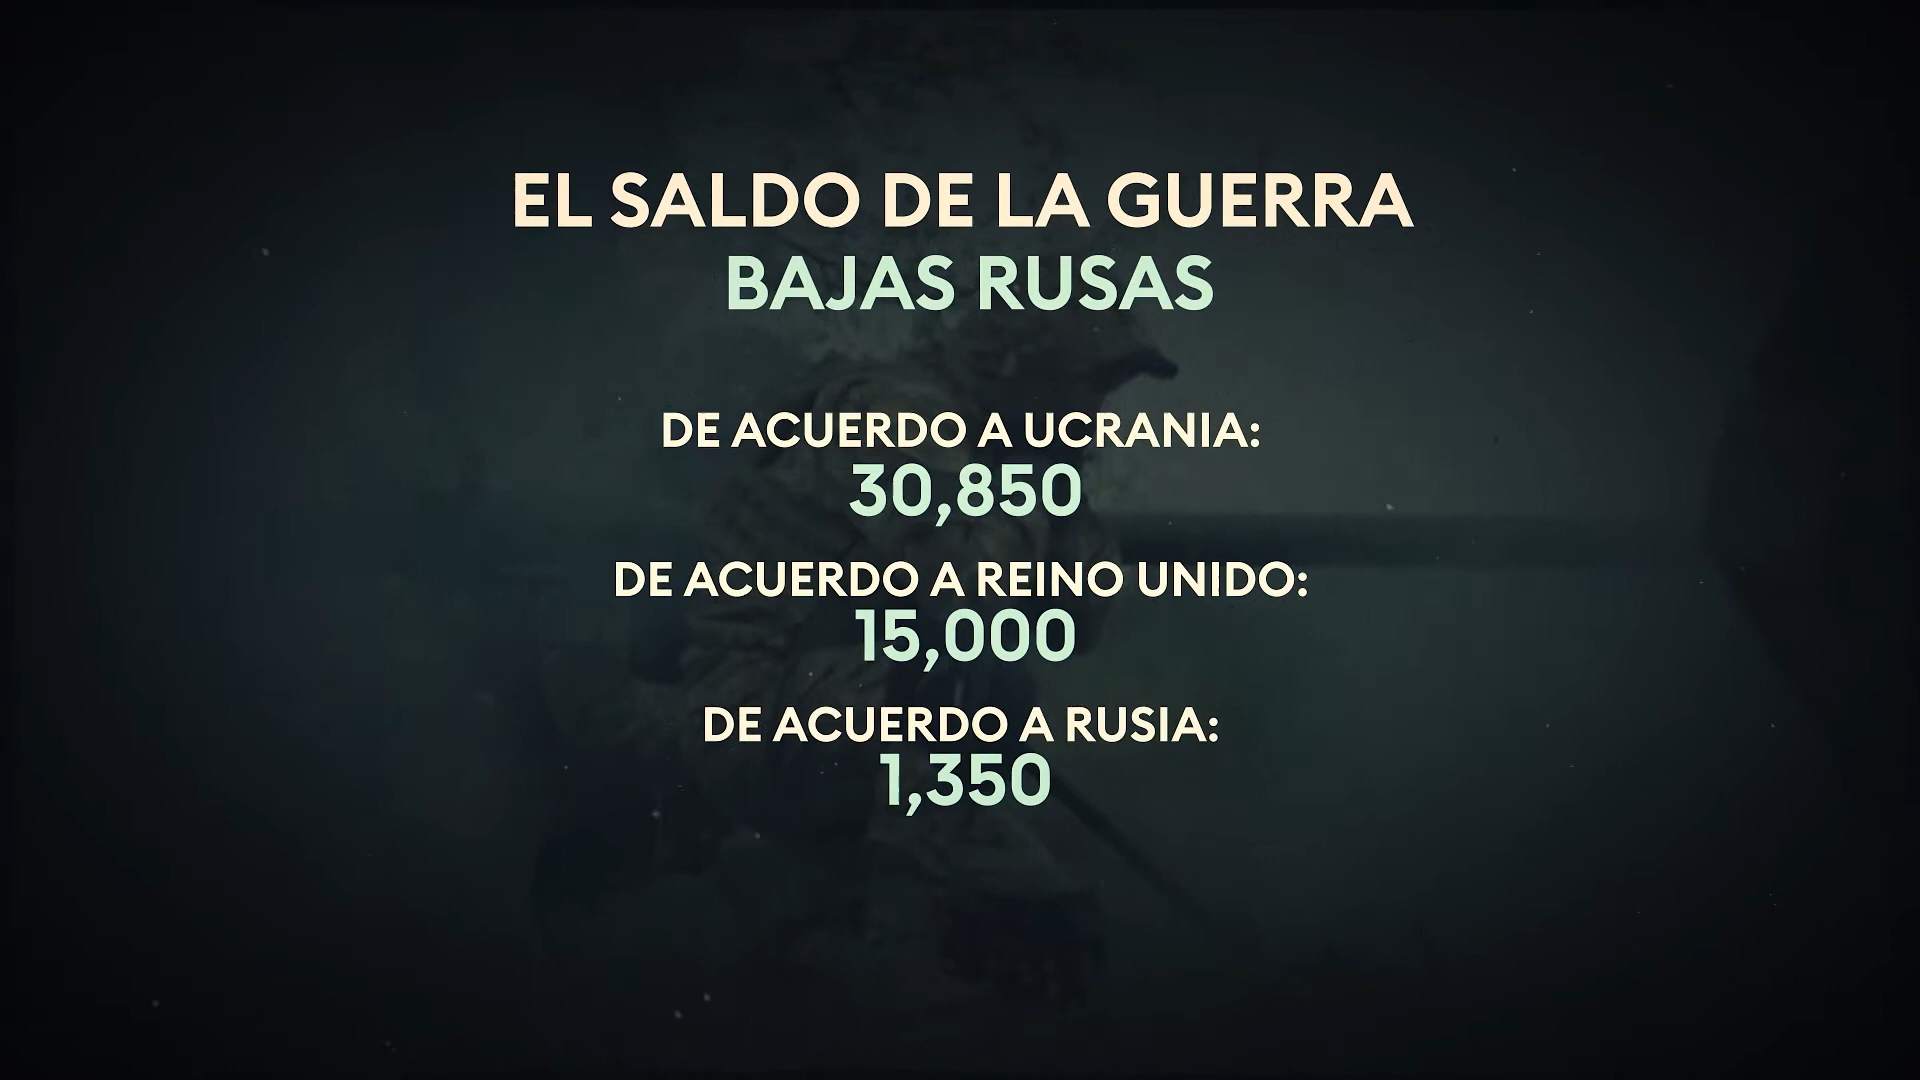 EL SALDO DE LA GUERRA
BAJAS RUSAS
DE ACUERDO A UCRANIA:
30,850
DE ACUERDO A REINO UNIDO:
15,000
DE ACUERDO A RUSIA:
1,350